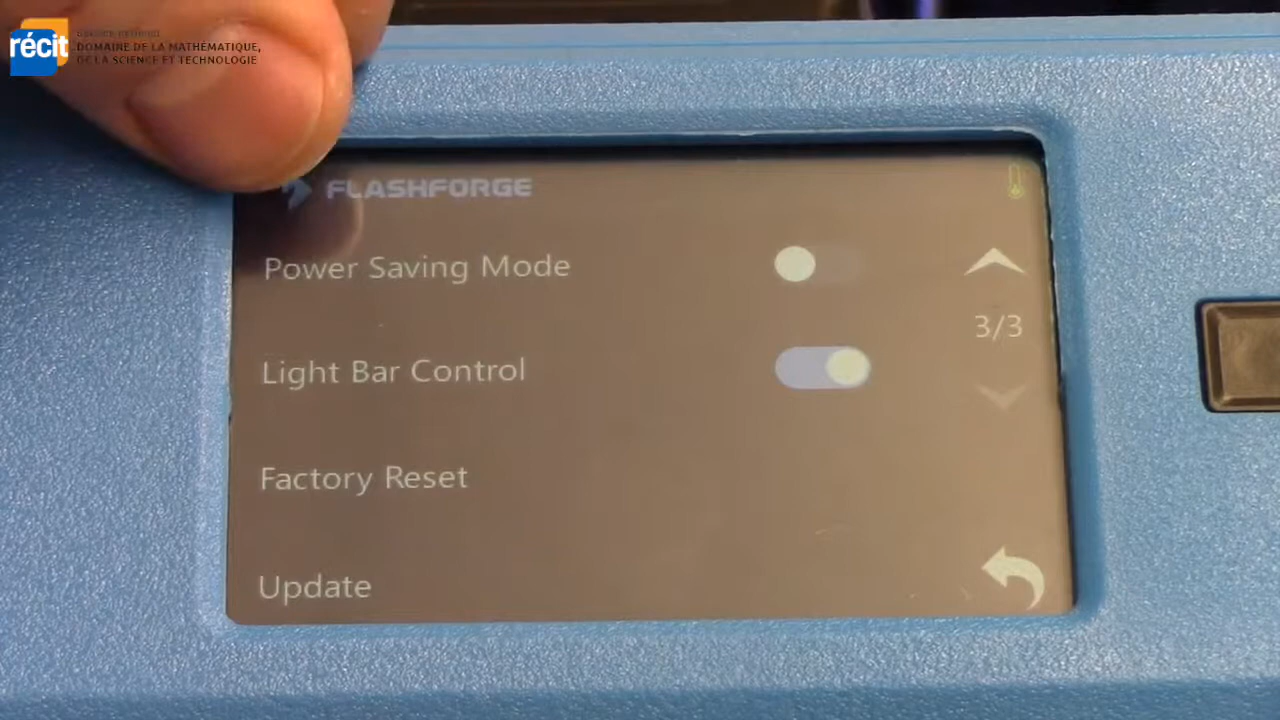 récit
DOMAINE DE LA MATHÉMATIQUE,
DE LA SCIENCE ET TECHNOLOGIE
FLASHFORGE
Power Saving Mode
3/3
Light Bar Control
Factory Reset
Update